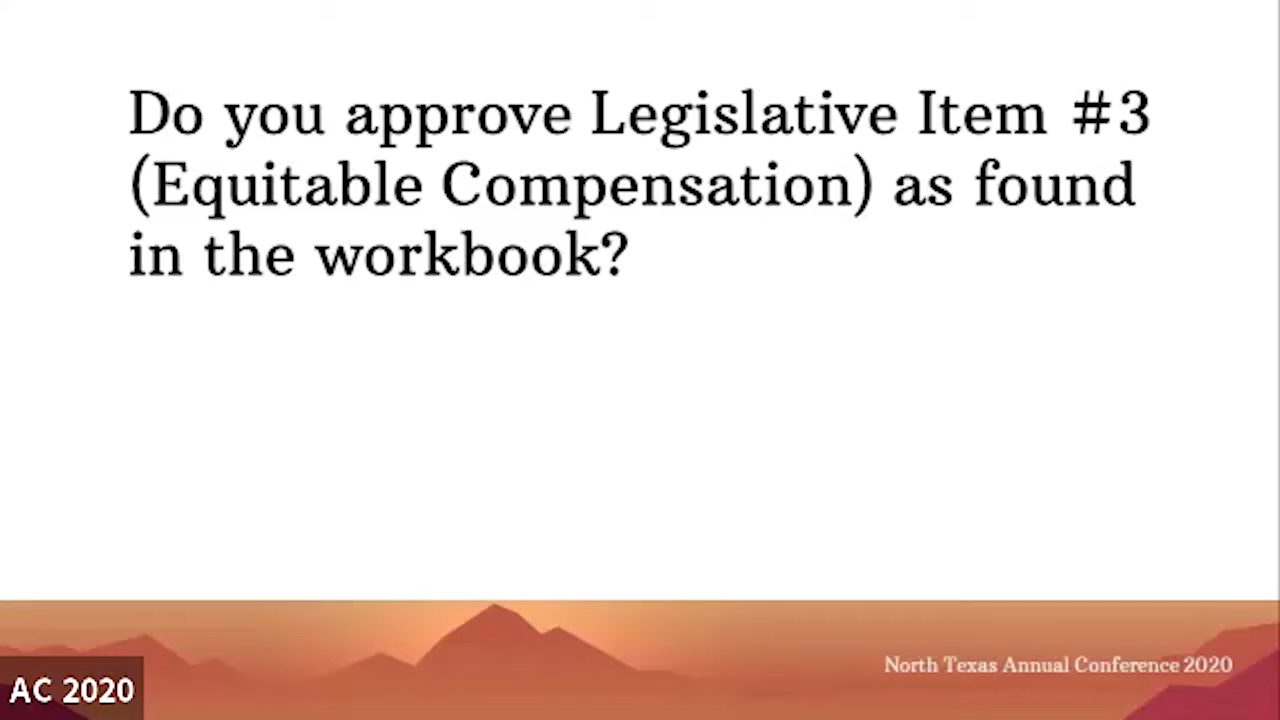 Do you approve Legislative Item #3
(Equitable Compensation) as found
in the workbook?
North Texas Annual Conference 2020
AC 2020